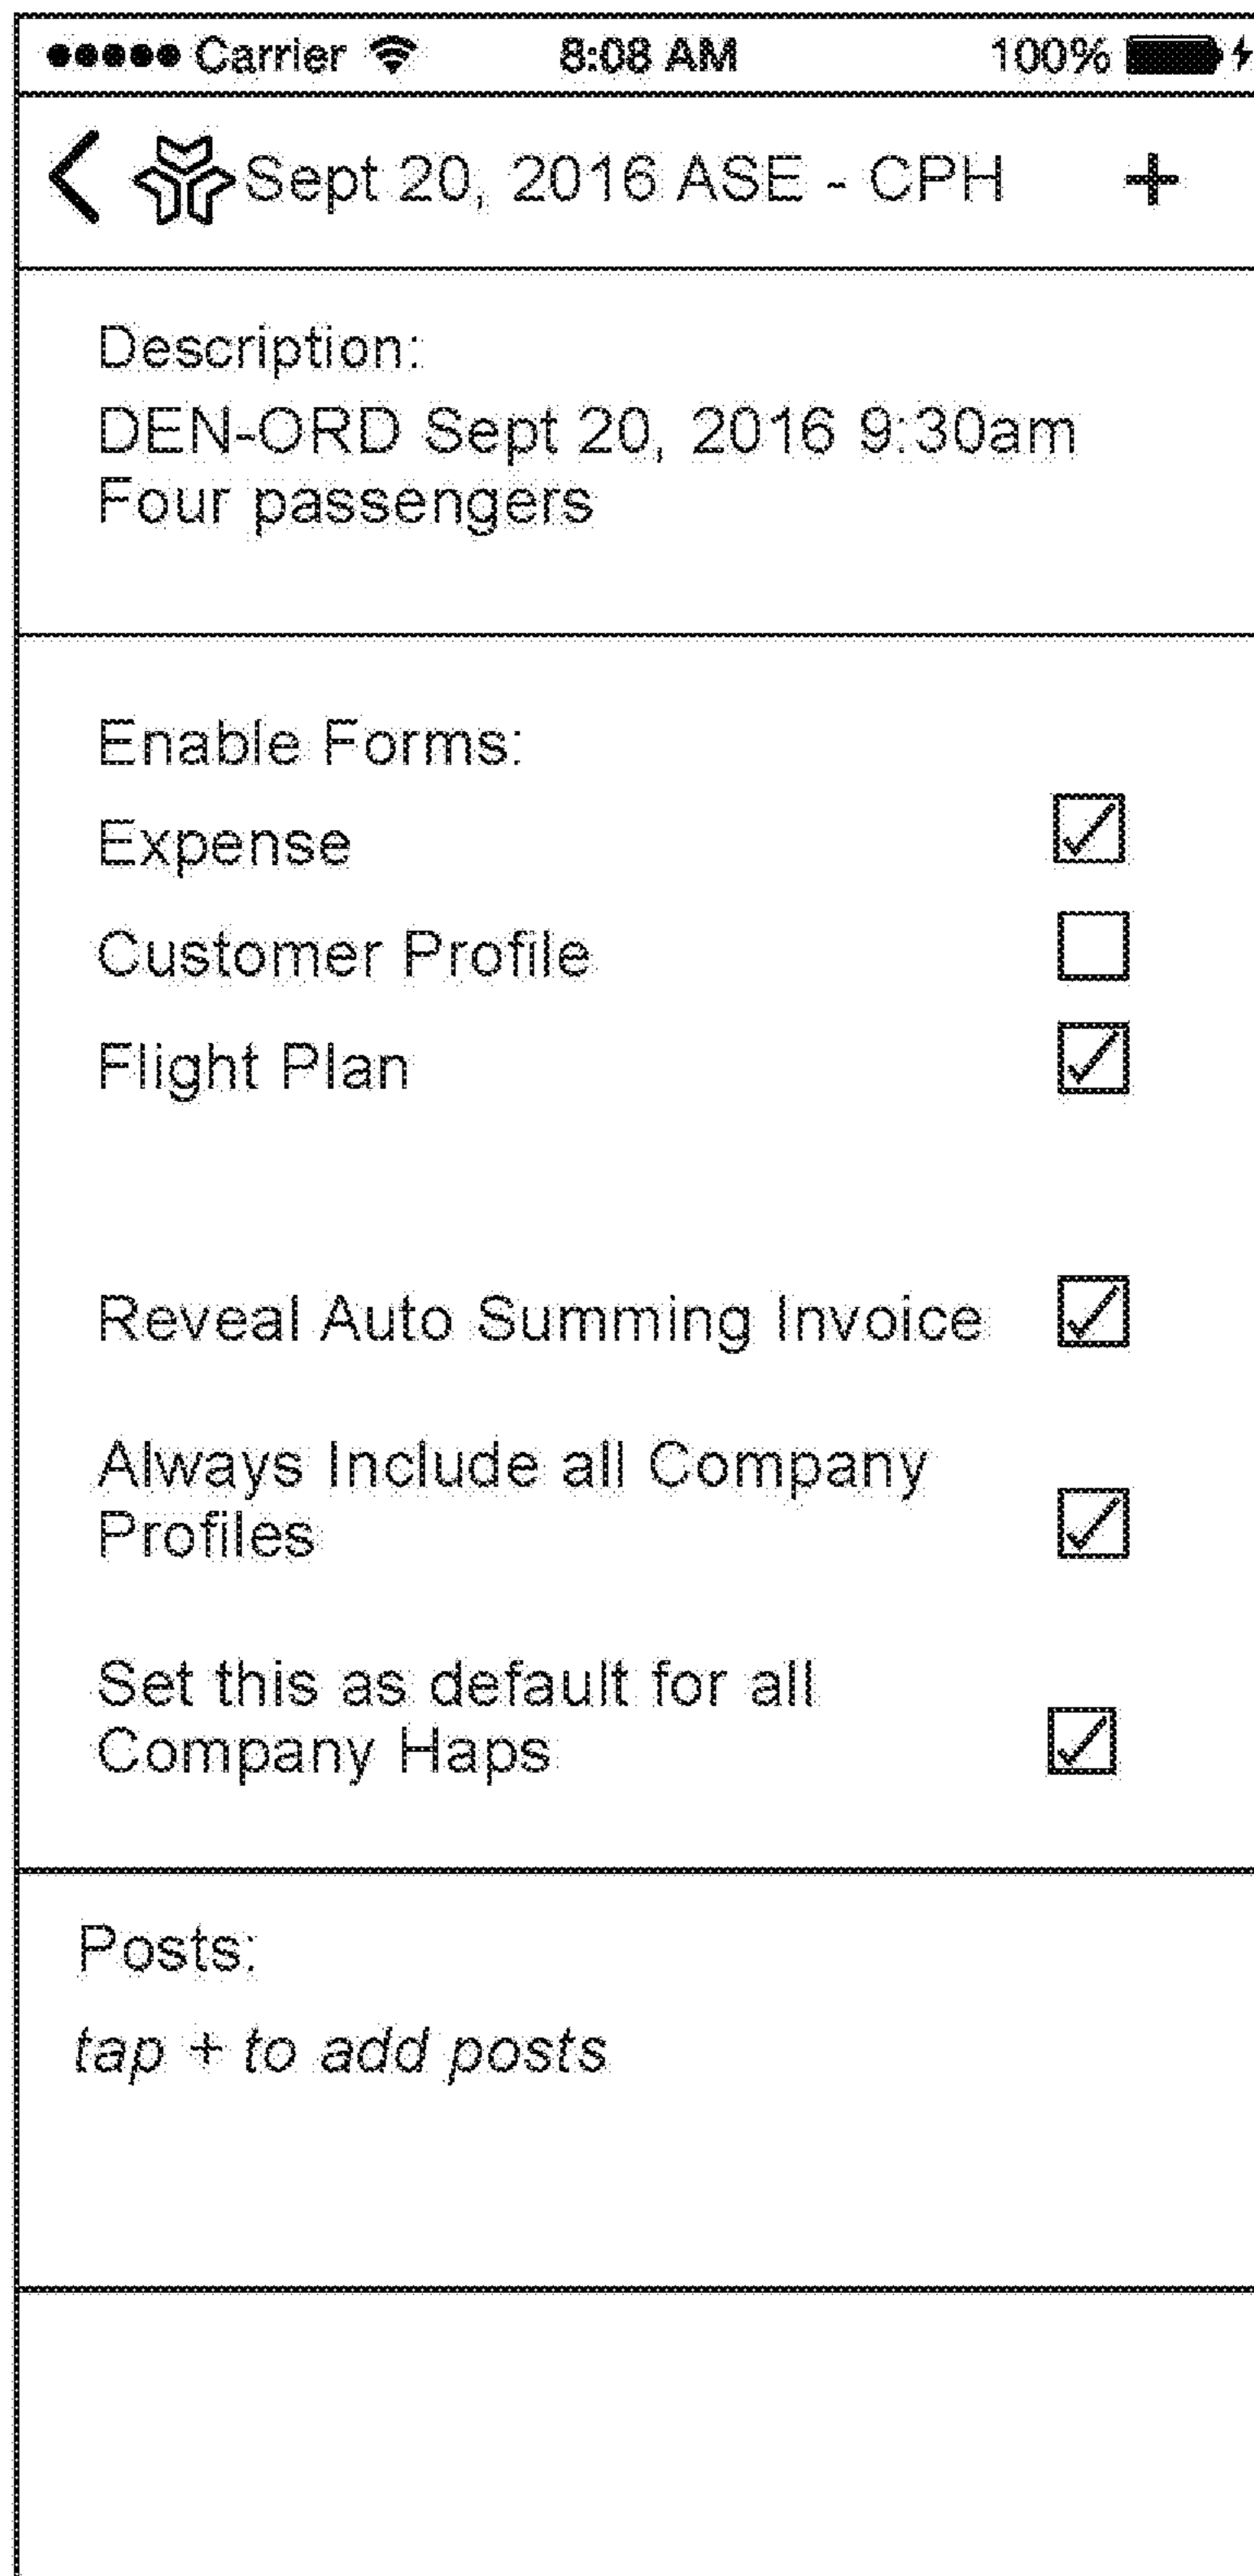 Carrier 8:08 AM 100%
Sept 20, 2016 ASE - CPH +
Description:
DEN-ORD Sept 20, 2016 9:30am
Four passengers
Enable Forms:
Expense
Customer Profile
Flight Plan
Reveal Auto Summing Invoice
Always Include all Company
Profiles
Set this as default for all
Company Haps
Posts:
tap + to add posts